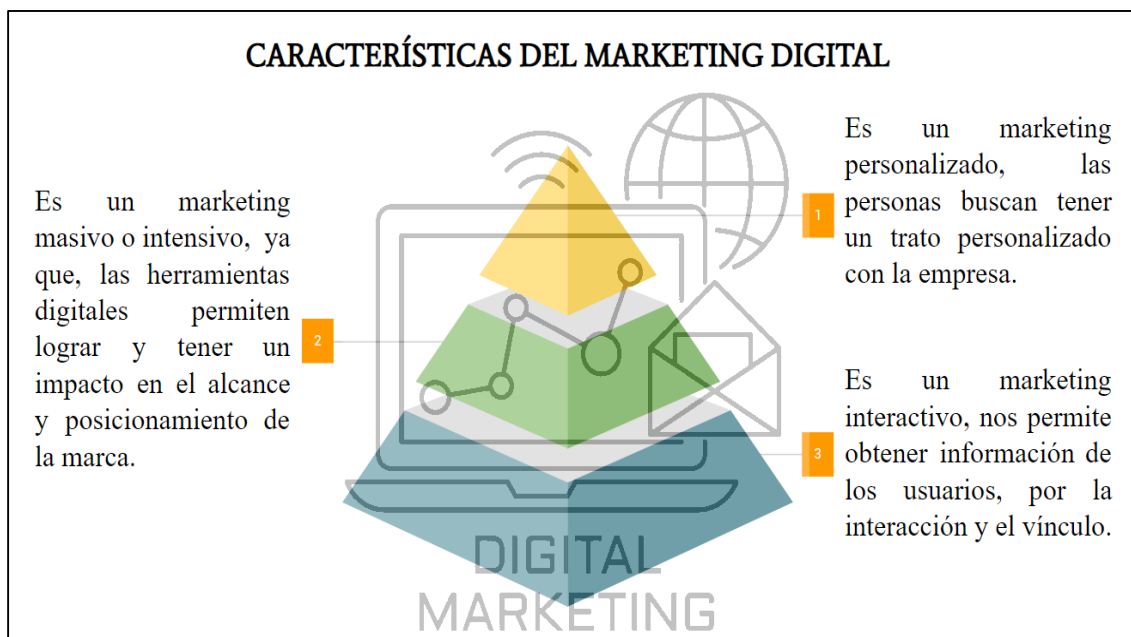 CARACTERÍSTICAS DEL MARKETING DIGITAL
1
Es un marketing
personalizado, las
personas buscan tener
un trato personalizado
con la empresa.
2
Es un marketing
masivo o intensivo, ya
que, las herramientas
digitales permiten
lograr y tener un
impacto en el alcance
y posicionamiento de
la marca.
3
Es un marketing
interactivo, nos permite
obtener información de
los usuarios, por la
interacción y el vínculo.
DIGITAL
MARKETING